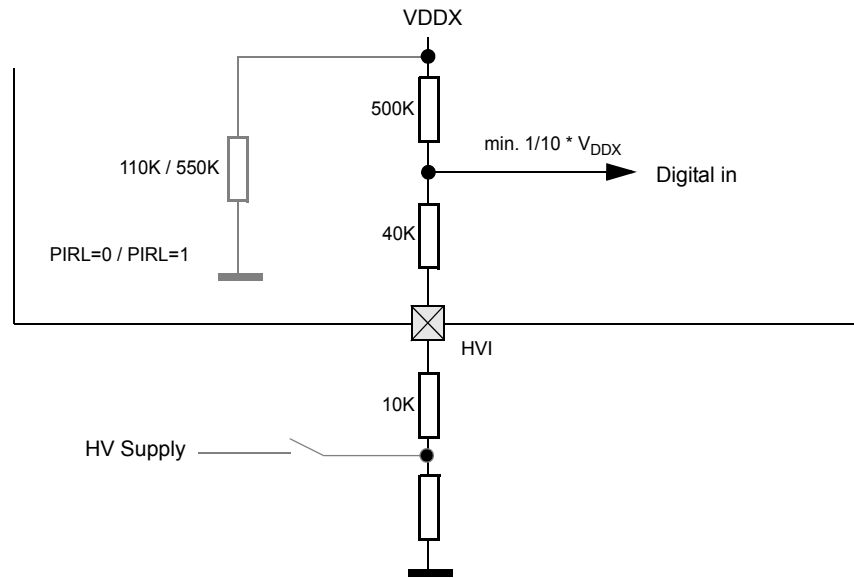 VDDX
500K
min. 1/10 * VDDX
110K / 550K
Digital in
40K
PIRL=0 / PIRL=1
HVI
10K
HV Supply